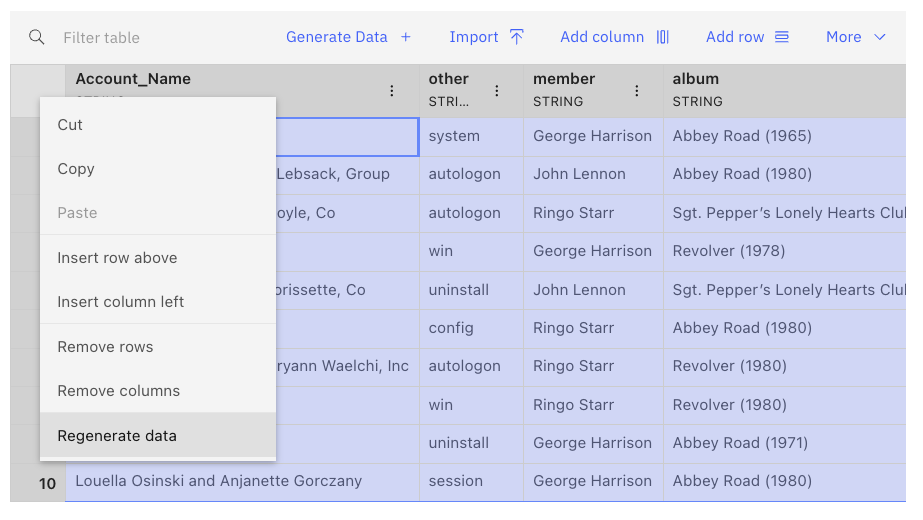 Filter table Generate Data + Import Add column Add row More
Account_Name other member album
STRI... STRING STRING
Cut
system George Harrison Abbey Road (1965)
Copy
Lebsack, Group autologon John Lennon Abbey Road (1980)
Paste
oyle, Co autologon Ringo Starr Sgt. Pepper's Lonely Hearts Clu
Insert row above
win George Harrison Revolver (1978)
Insert column left
orissette, Co uninstall John Lennon Sgt. Pepper's Lonely Hearts Clu
config Ringo Starr Abbey Road (1980)
Remove rows
ryann Waelchi, Inc autologon Ringo Starr Revolver (1980)
Remove columns
win Ringo Starr Revolver (1980)
Regenerate data
uninstall George Harrison Abbey Road (1971)
10 Louella Osinski and Anjanette Gorczany session George Harrison Abbey Road (1980)